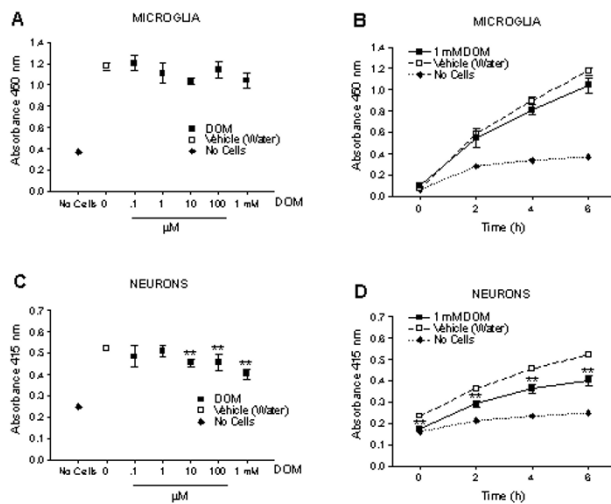 A
MICROGLIA
Absorbance 450 nm
1.4
1.2
1.0
0.8
0.6
0.4
0.2
0.0
DOM
Vehicle (Water)
No Cells
No Cells 0 .1 1 10 100 1 mM DOM
µM
B
MICROGLIA
Absorbance 450 nm
1.4
1.2
1.0
0.8
0.6
0.4
0.2
0.0
1 mM DOM
Vehicle (Water)
No Cells
0 2 4 6
Time (h)
C
NEURONS
Absorbance 415 nm
0.7
0.6
0.5
0.4
0.3
0.2
0.1
0.0
** ** **
DOM
Vehicle (Water)
No Cells
No Cells 0 .1 1 10 100 1 mM DOM
µM
D
NEURONS
Absorbance 415 nm
0.7
0.6
0.5
0.4
0.3
0.2
0.1
0.0
1 mM DOM
Vehicle (Water)
No Cells
** ** ** **
0 2 4 6
Time (h)